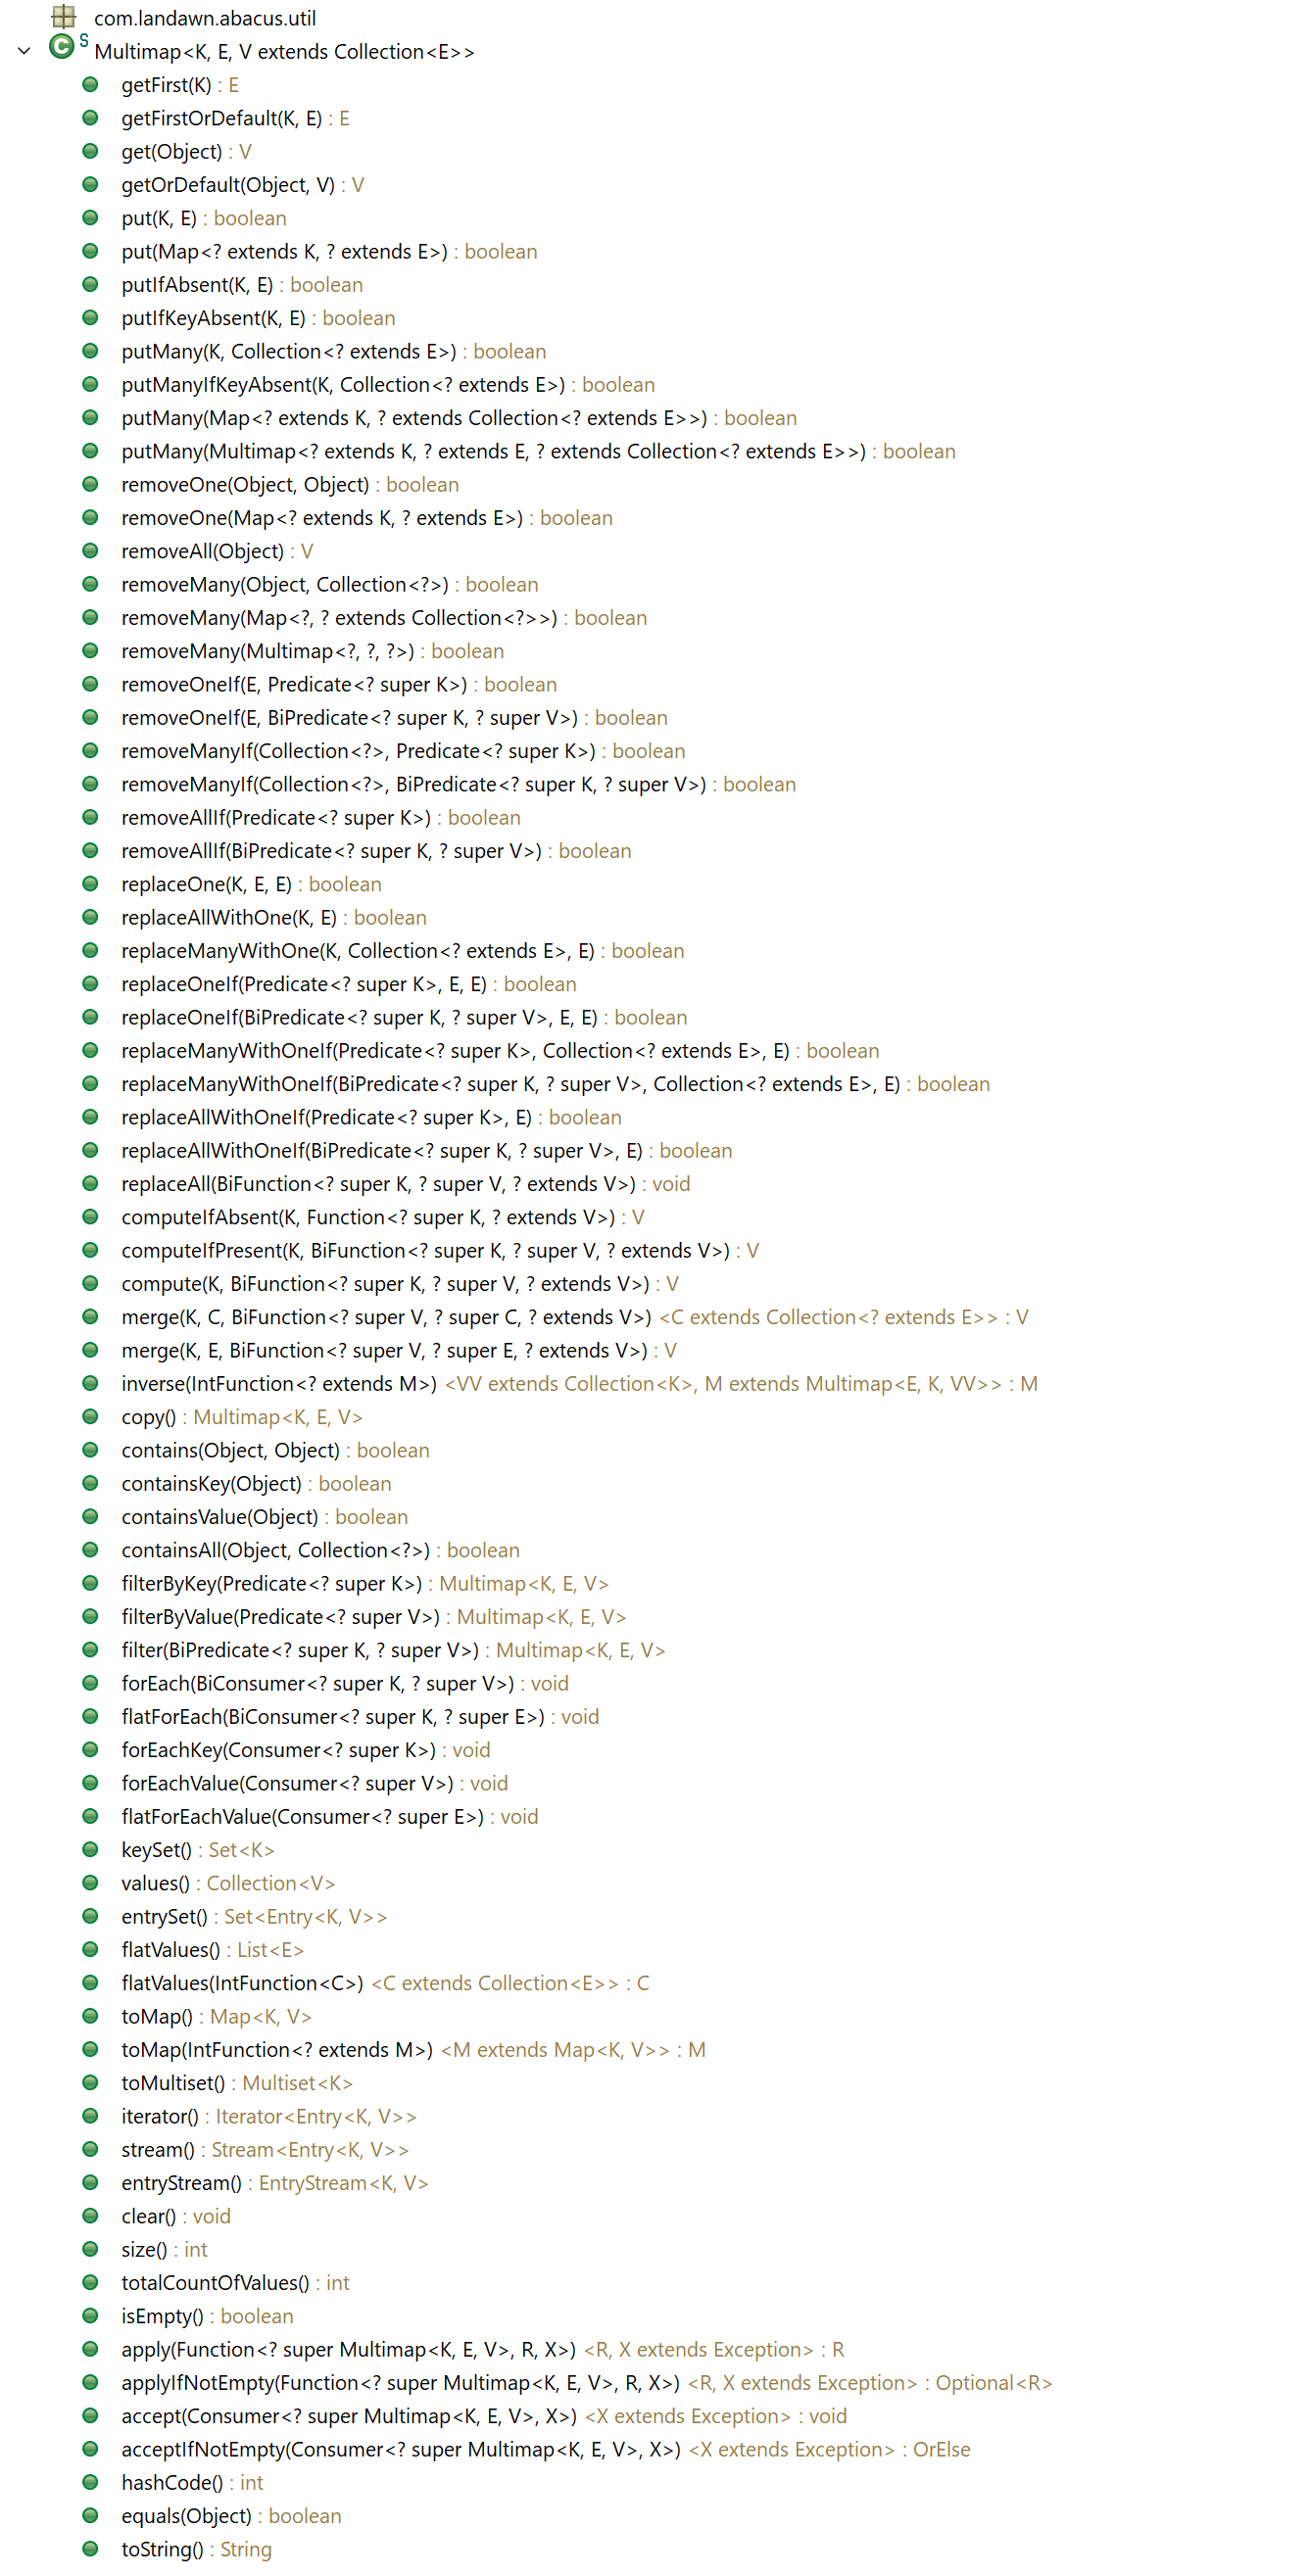 com.landawn.abacus.util
Multimap<K, E, V extends Collection<E>>
getFirst(K) : E
getFirstOrDefault(K, E) : E
get(Object) : V
getOrDefault(Object, V) : V
put(K, E) : boolean
put(Map<? extends K, ? extends E>) : boolean
putIfAbsent(K, E) : boolean
putIfKeyAbsent(K, E) : boolean
putMany(K, Collection<? extends E>) : boolean
putManyIfKeyAbsent(K, Collection<? extends E>) : boolean
putMany(Map<? extends K, ? extends Collection<? extends E>>) : boolean
putMany(Multimap<? extends K, ? extends E, ? extends Collection<? extends E>>) : boolean
removeOne(Object, Object) : boolean
removeOne(Map<? extends K, ? extends E>) : boolean
removeAll(Object) : V
removeMany(Object, Collection<?>) : boolean
removeMany(Map<?, ? extends Collection<?>>) : boolean
removeMany(Multimap<?, ?, ?>) : boolean
removeOneIf(E, Predicate<? super K>) : boolean
removeOneIf(E, BiPredicate<? super K, ? super V>) : boolean
removeManyIf(Collection<?>, Predicate<? super K>) : boolean
removeManyIf(Collection<?>, BiPredicate<? super K, ? super V>) : boolean
removeAllIf(Predicate<? super K>) : boolean
removeAllIf(BiPredicate<? super K, ? super V>) : boolean
replaceOne(K, E, E) : boolean
replaceAllWithOne(K, E) : boolean
replaceManyWithOne(K, Collection<? extends E>, E) : boolean
replaceOneIf(Predicate<? super K>, E, E) : boolean
replaceOneIf(BiPredicate<? super K, ? super V>, E, E) : boolean
replaceManyWithOneIf(Predicate<? super K>, Collection<? extends E>, E) : boolean
replaceManyWithOneIf(BiPredicate<? super K, ? super V>, Collection<? extends E>, E) : boolean
replaceAllWithOneIf(Predicate<? super K>, E) : boolean
replaceAllWithOneIf(BiPredicate<? super K, ? super V>, E) : boolean
replaceAll(BiFunction<? super K, ? super V, ? extends V>) : void
computeIfAbsent(K, Function<? super K, ? extends V>) : V
computeIfPresent(K, BiFunction<? super K, ? super V, ? extends V>) : V
compute(K, BiFunction<? super K, ? super V, ? extends V>) : V
merge(K, C, BiFunction<? super V, ? super C, ? extends V>) <C extends Collection<? extends E>> : V
merge(K, E, BiFunction<? super V, ? super E, ? extends V>) : V
inverse(IntFunction<? extends M>) <VV extends Collection<K>, M extends Multimap<E, K, VV>> : M
copy() : Multimap<K, E, V>
contains(Object, Object) : boolean
containsKey(Object) : boolean
containsValue(Object) : boolean
containsAll(Object, Collection<?>) : boolean
filterByKey(Predicate<? super K>) : Multimap<K, E, V>
filterByValue(Predicate<? super V>) : Multimap<K, E, V>
filter(BiPredicate<? super K, ? super V>) : Multimap<K, E, V>
forEach(BiConsumer<? super K, ? super V>) : void
flatForEach(BiConsumer<? super K, ? super E>) : void
forEachKey(Consumer<? super K>) : void
forEachValue(Consumer<? super V>) : void
flatForEachValue(Consumer<? super E>) : void
keySet() : Set<K>
values() : Collection<V>
entrySet() : Set<Entry<K, V>>
flatValues() : List<E>
flatValues(IntFunction<C>) <C extends Collection<E>> : C
toMap() : Map<K, V>
toMap(IntFunction<? extends M>) <M extends Map<K, V>> : M
toMultiset() : Multiset<K>
iterator() : Iterator<Entry<K, V>>
stream() : Stream<Entry<K, V>>
entryStream() : EntryStream<K, V>
clear() : void
size() : int
totalCountOfValues() : int
isEmpty() : boolean
apply(Function<? super Multimap<K, E, V>, R, X>) <R, X extends Exception> : R
applyIfNotEmpty(Function<? super Multimap<K, E, V>, R, X>) <R, X extends Exception> : Optional<R>
accept(Consumer<? super Multimap<K, E, V>, X>) <X extends Exception> : void
acceptIfNotEmpty(Consumer<? super Multimap<K, E, V>, X>) <X extends Exception> : OrElse
hashCode() : int
equals(Object) : boolean
toString() : String